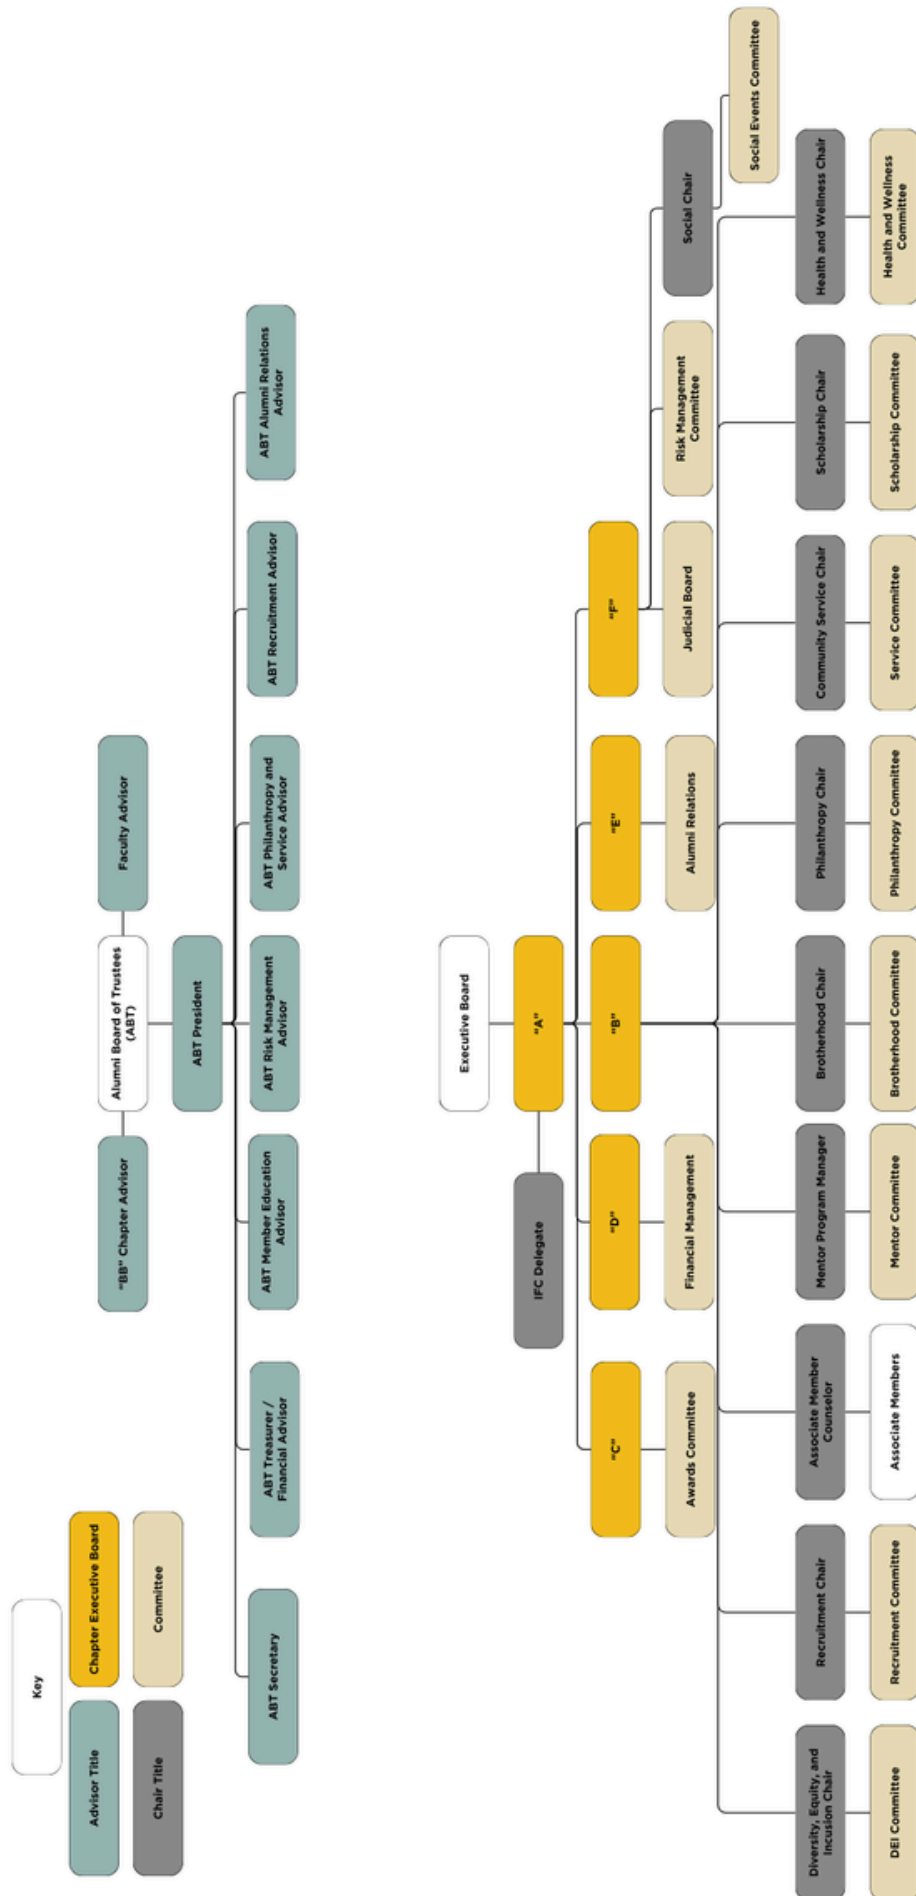 Key
Advisor Title
Chapter Executive Board
Chair Title
Committee
"BB" Chapter Advisor
Alumni Board of Trustees
(ABT)
Faculty Advisor
ABT President
ABT Secretary
ABT Treasurer /
Financial Advisor
ABT Member Education
Advisor
ABT Risk Management
Advisor
ABT Philanthropy and
Service Advisor
ABT Recruitment Advisor
ABT Alumni Relations
Advisor
Executive Board
IFC Delegate
"A"
"C"
"D"
"B"
"E"
"F"
Awards Committee
Financial Management
Alumni Relations
Judicial Board
Risk Management
Committee
Social Chair
Social Events Committee
Diversity, Equity, and
Incusion Chair
Recruitment Chair
Associate Member
Counselor
Mentor Program Manager
Brotherhood Chair
Philanthropy Chair
Community Service Chair
Scholarship Chair
Health and Wellness Chair
DEI Committee
Recruitment Committee
Associate Members
Mentor Committee
Brotherhood Committee
Philanthropy Committee
Service Committee
Scholarship Committee
Health and Wellness
Committee